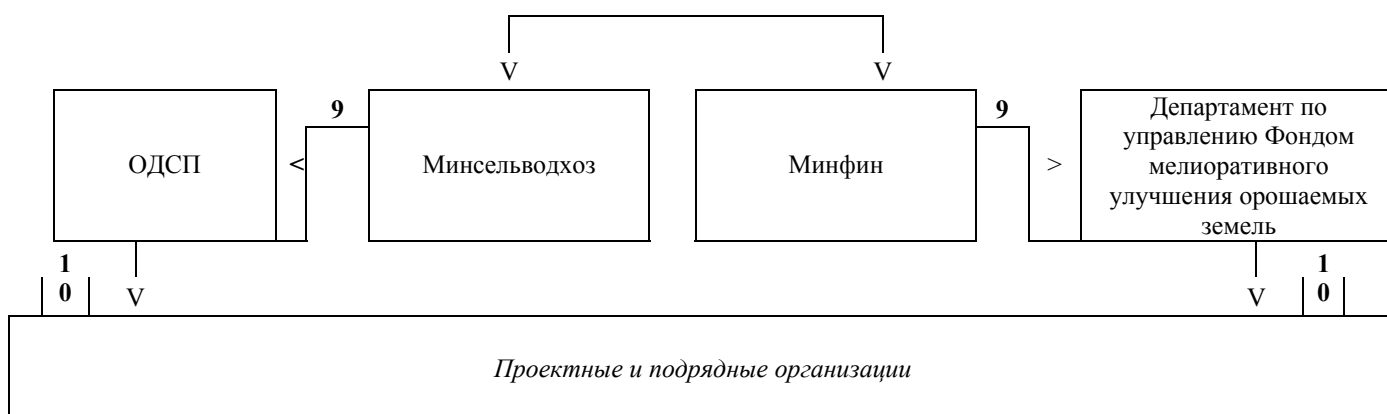 V V
9 9
ОДСП < Минсельводхоз Минфин > Департамент по
управлению Фондом
мелиоративного
улучшения орошаемых
земель
1 1
0 V V 0
Проектные и подрядные организации